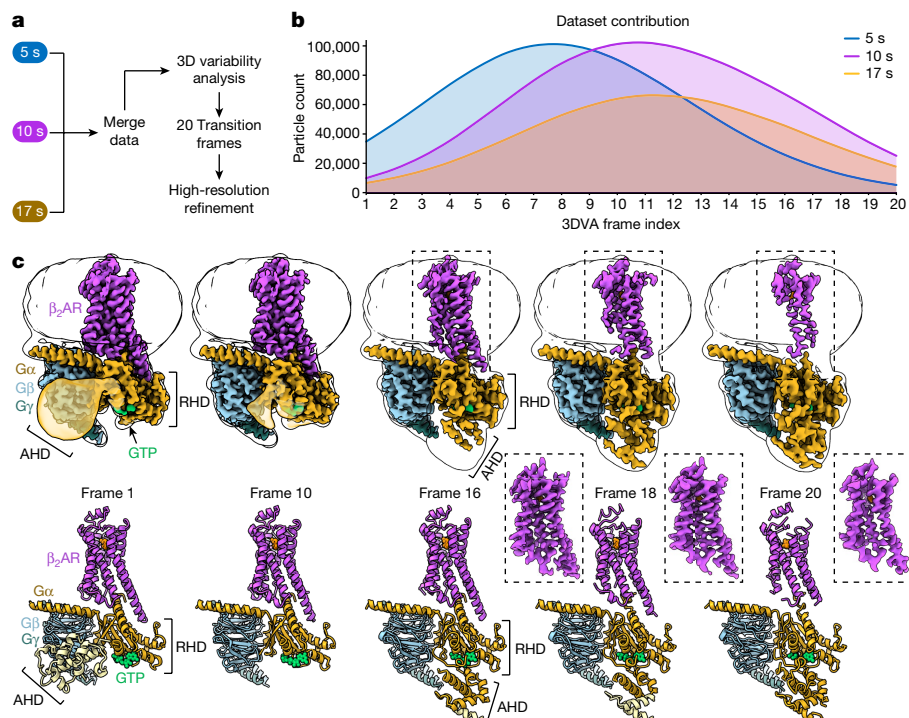 a
5 s
10 s
17 s
Merge
data
3D variability
analysis
20 Transition
frames
High-resolution
refinement
b
Dataset contribution
5 s
10 s
17 s
Particle count
100,000
80,000
60,000
40,000
20,000
0
1 2 3 4 5 6 7 8 9 10 11 12 13 14 15 16 17 18 19 20
3DVA frame index
c
β₂AR
Gα
Gβ
Gγ
RHD
AHD
GTP
RHD
AHD
Frame 1
Frame 10
Frame 16
Frame 18
Frame 20
β₂AR
Gα
Gβ
Gγ
RHD
GTP
AHD
RHD
AHD